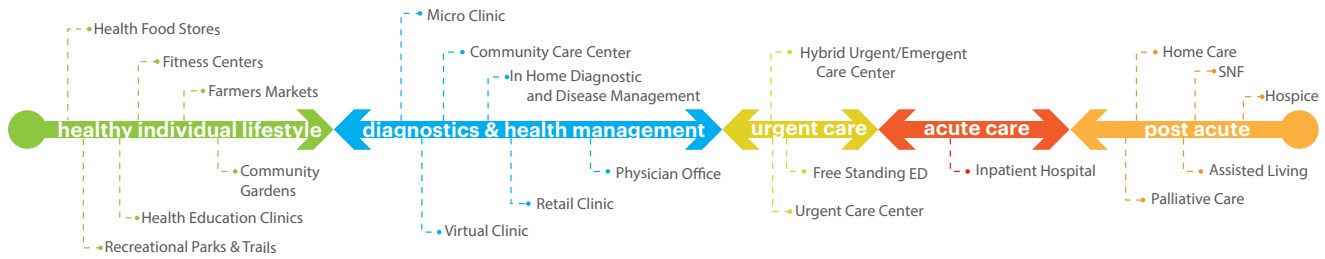 Micro Clinic
Health Food Stores
Community Care Center
Hybrid Urgent/Emergent
Care Center
Home Care
Fitness Centers
SNF
In Home Diagnostic
and Disease Management
Farmers Markets
Hospice
healthy individual lifestyle
diagnostics & health management
urgent care
acute care
post acute
Community
Gardens
Physician Office
Free Standing ED
Inpatient Hospital
Assisted Living
Palliative Care
Retail Clinic
Urgent Care Center
Health Education Clinics
Virtual Clinic
Recreational Parks & Trails